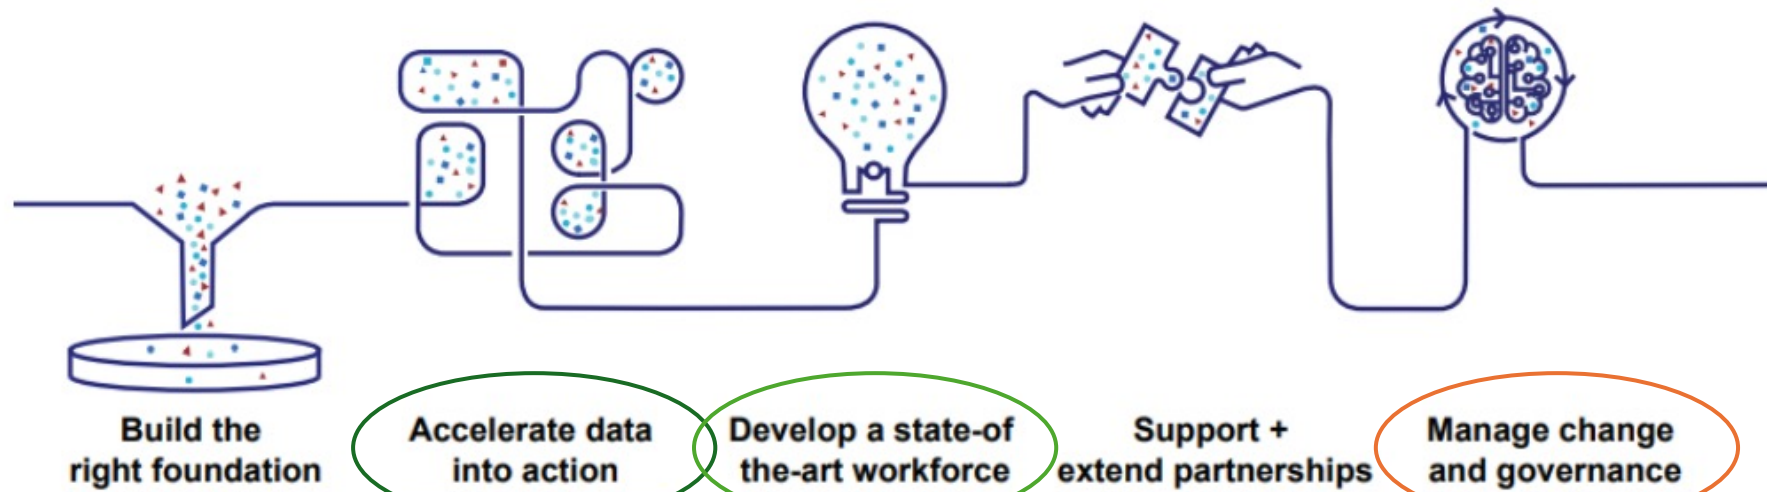 Build the
right foundation
Accelerate data
into action
Develop a state-of
the-art workforce
Support +
extend partnerships
Manage change
and governance